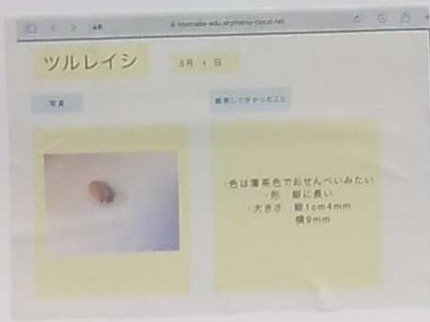 ツルレイシ
5月 1 日
写真
観察して分かったこと
・色は薄茶色でおせんべいみたい
・形 縦に長い
・大きさ 縦1cm4mm
横9mm